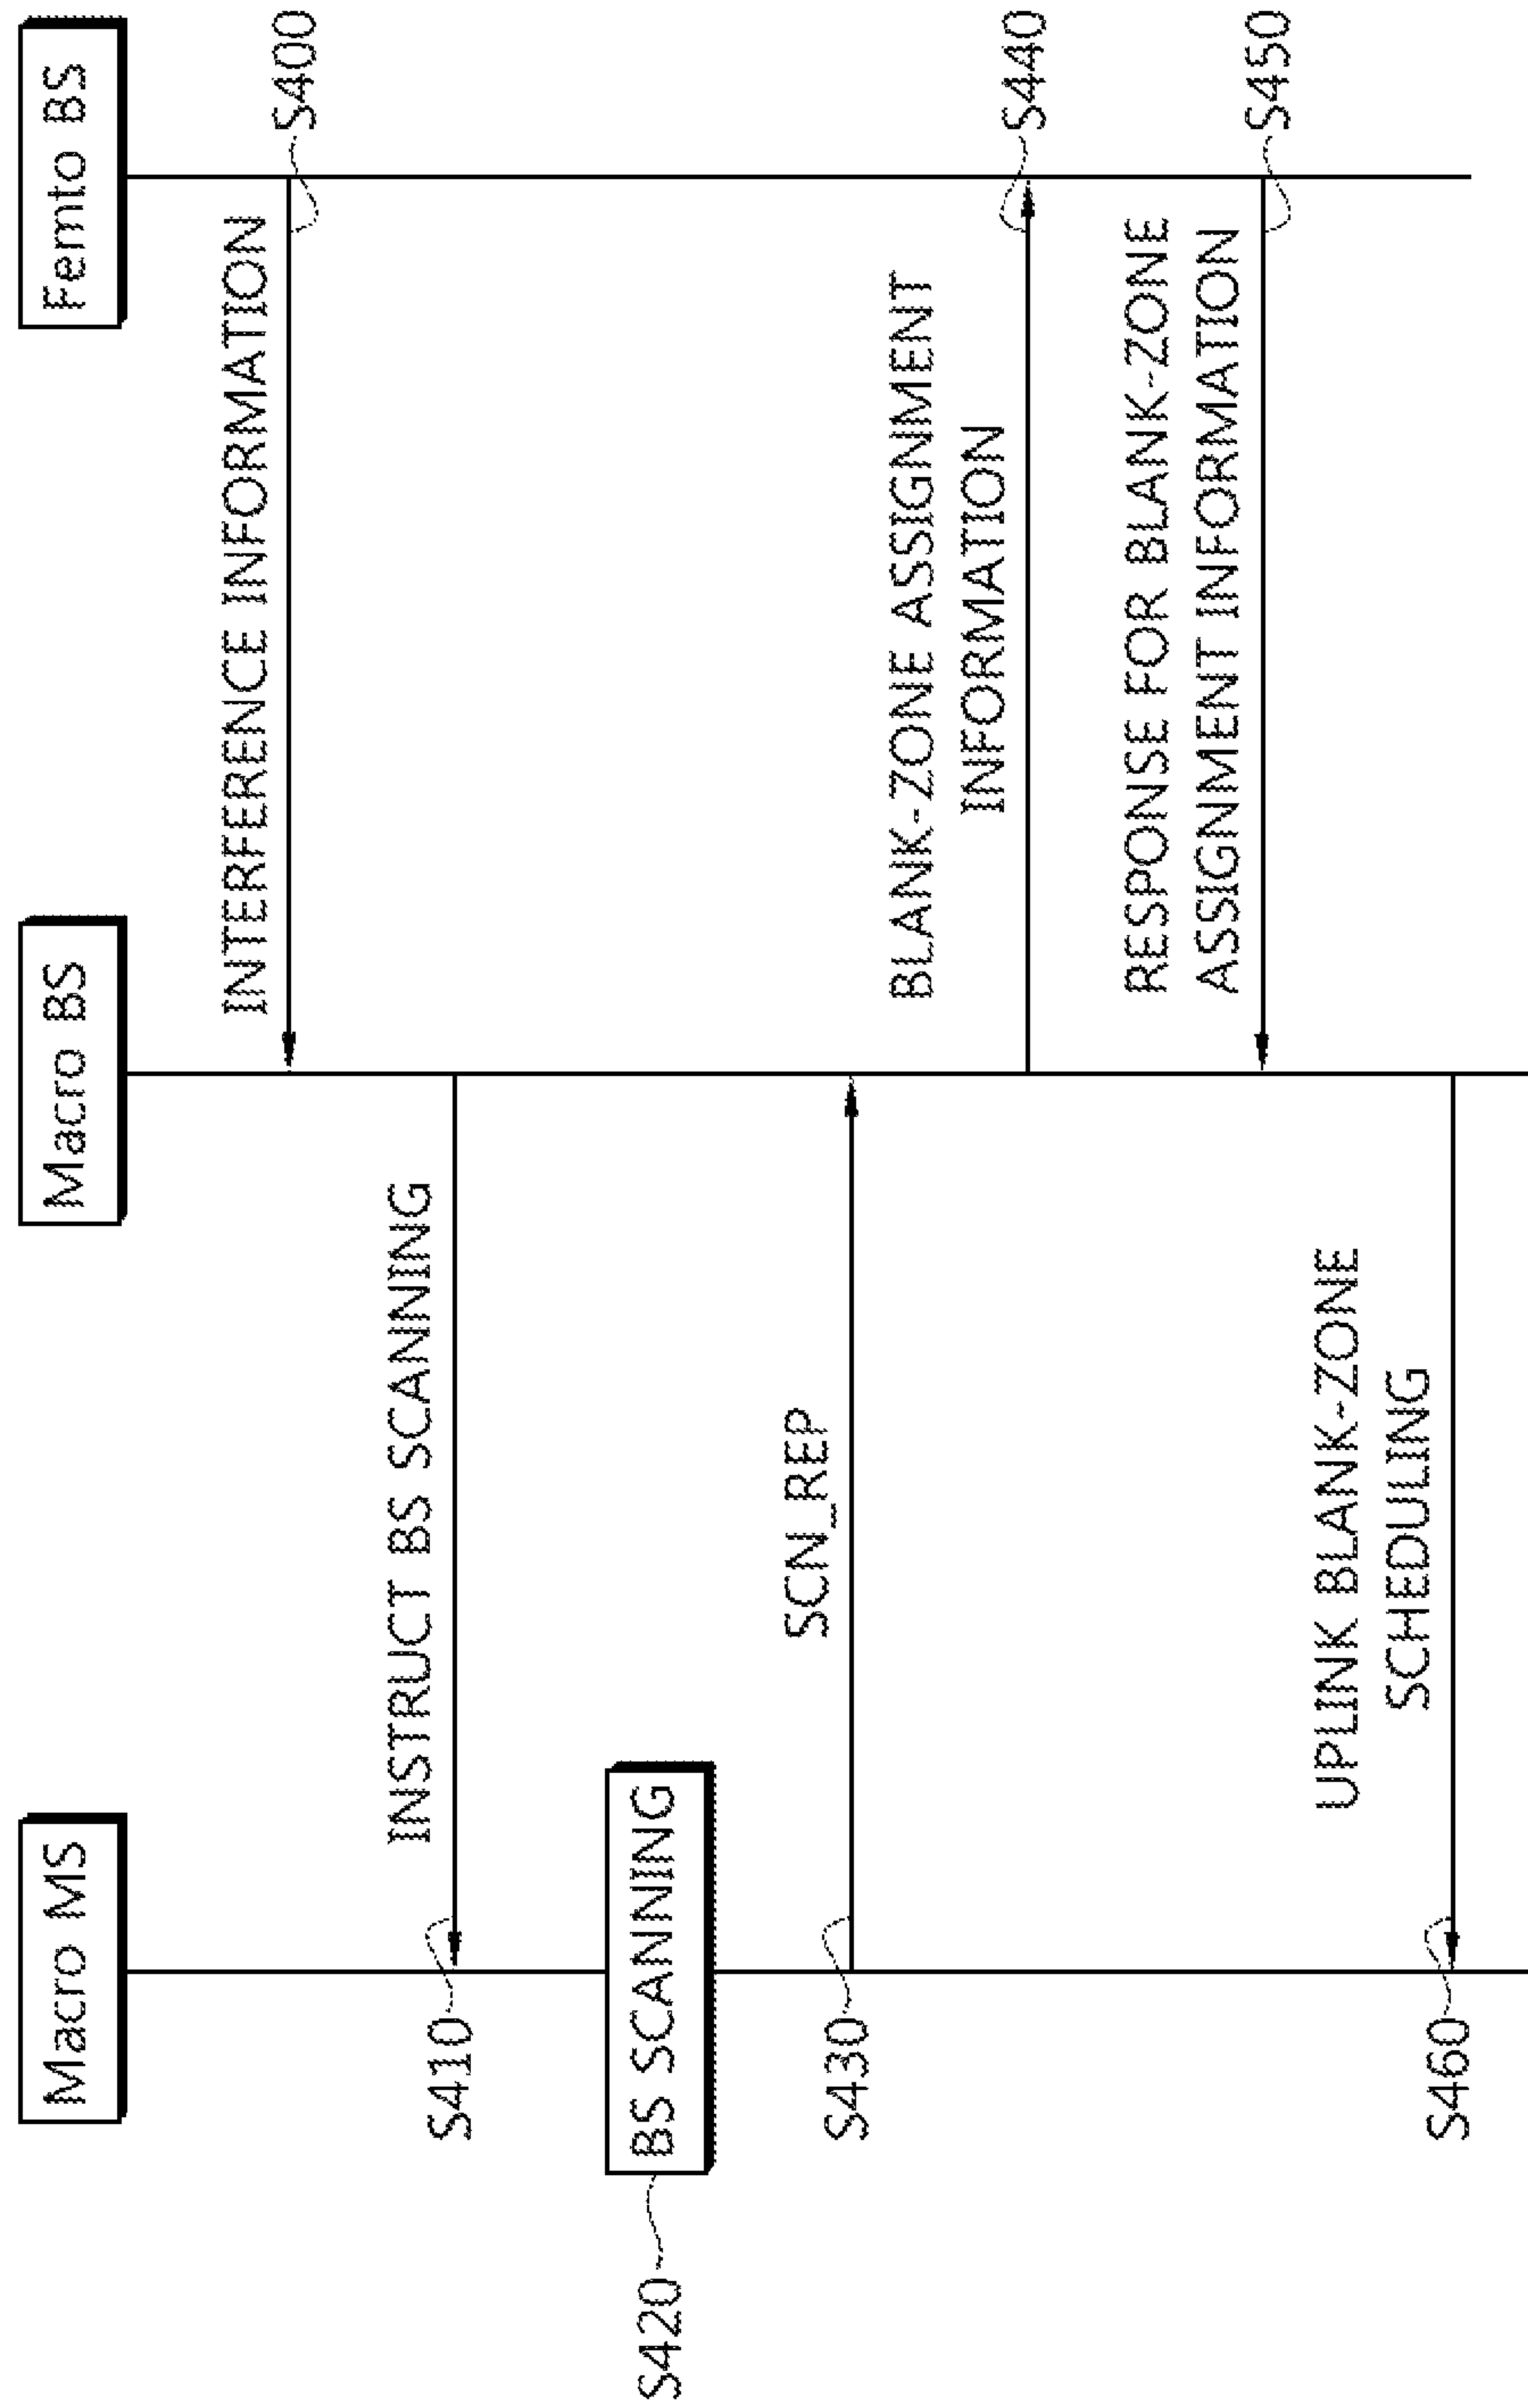 Macro MS
Macro BS
Femto BS
INTERFERENCE INFORMATION
S400
INSTRUCT BS SCANNING
S410
S420
BS SCANNING
SCN_REP
S430
BLANK-ZONE ASSIGNMENT
INFORMATION
S440
RESPONSE FOR BLANK-ZONE
ASSIGNMENT INFORMATION
S450
UPLINK BLANK-ZONE
SCHEDULING
S460